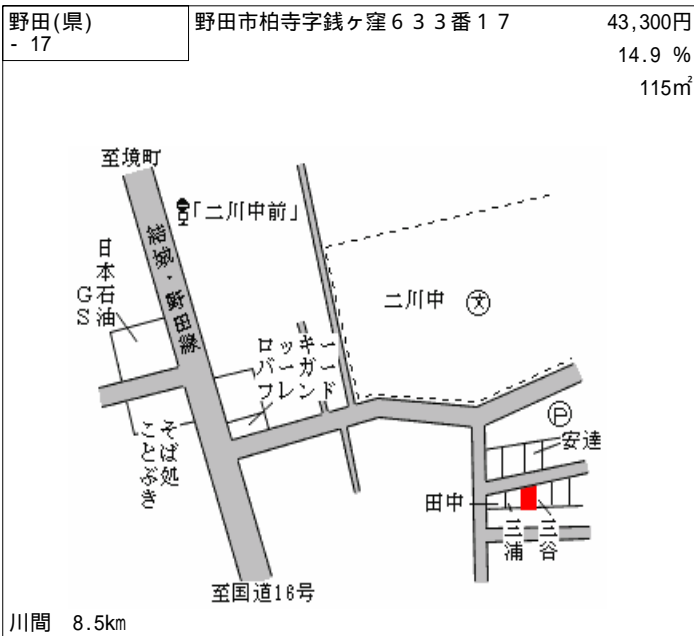 野田(県)
- 17
野田市柏寺字銭ヶ窪６３３番１７
43,300円
14.9 %
115㎡
至境町
「二川中前」
結城・野田線
日本石油
GS
二川中 文
ロッキー
バーガー
フレンド
そば処
ことぶき
P
安達
田中
三浦
三谷
至国道16号
川間 8.5km